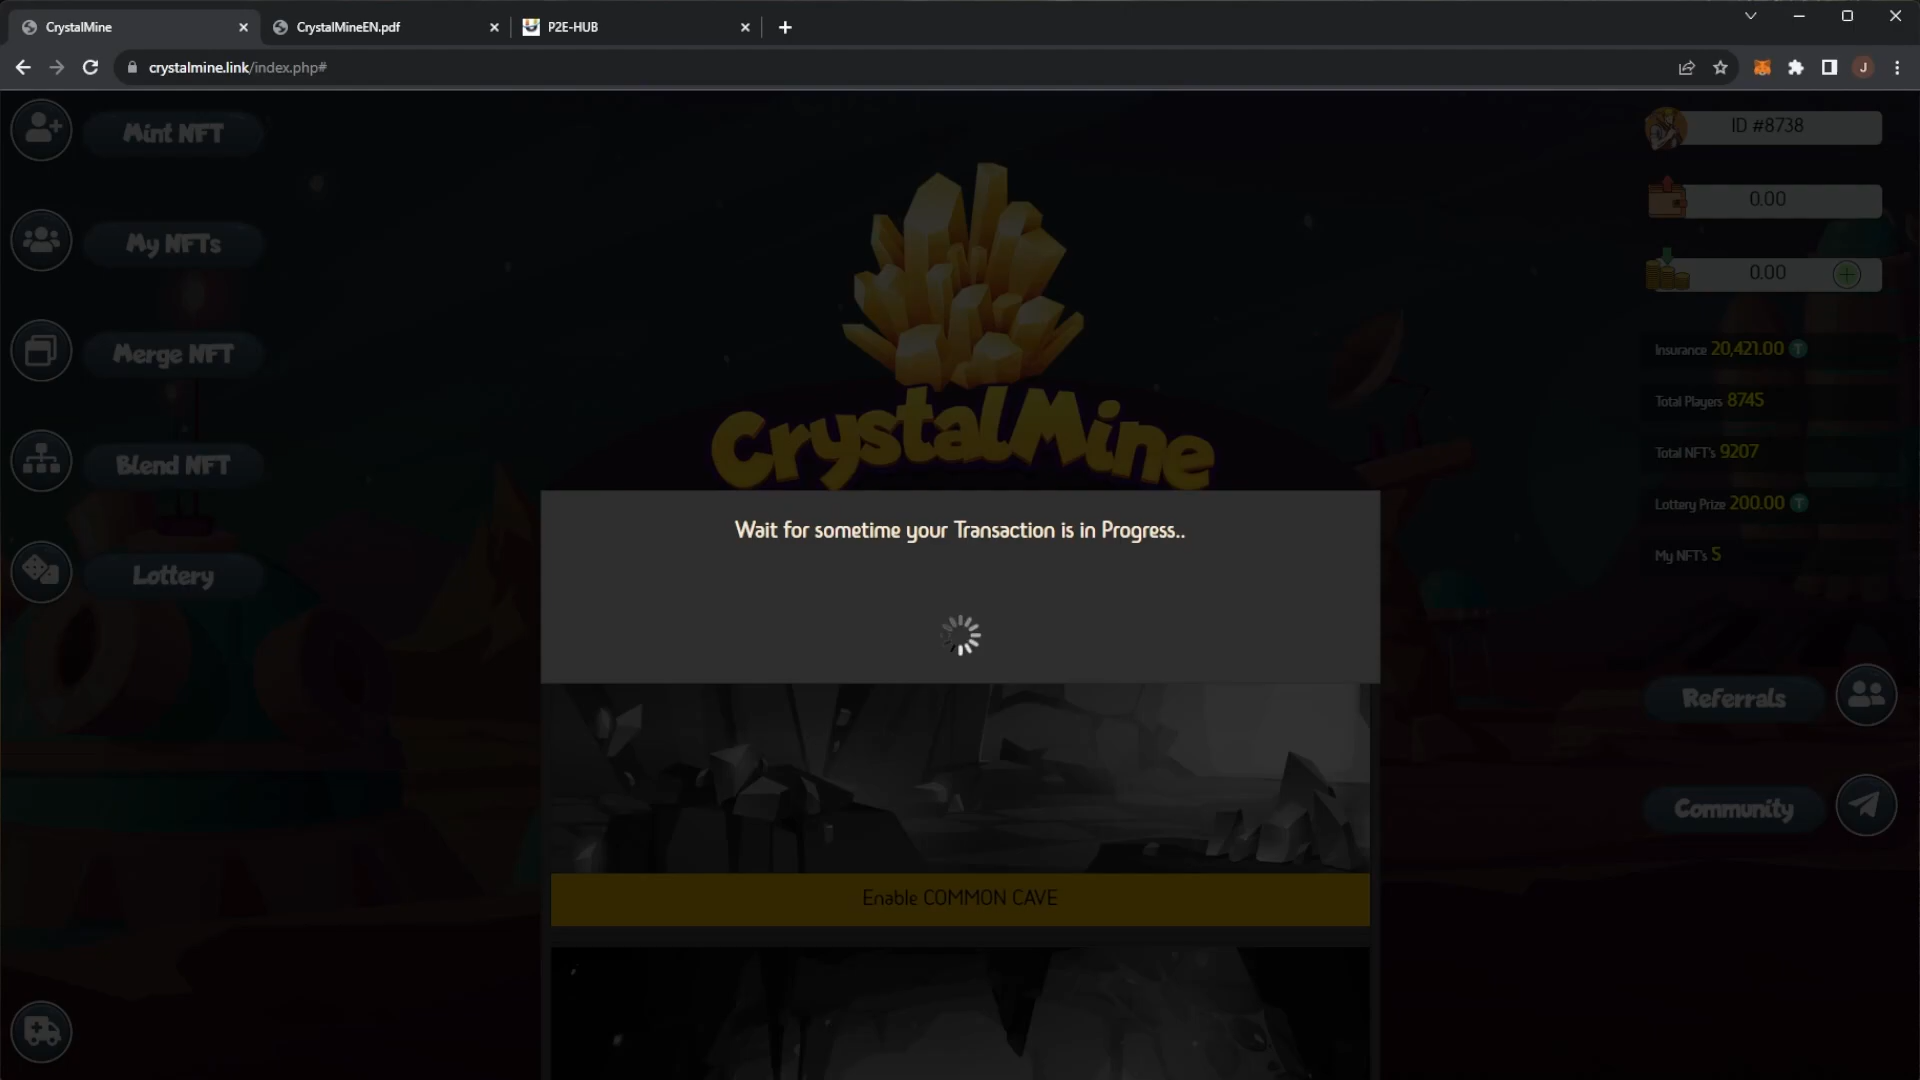 CrystalMine
CrystalMineEN.pdf
P2E-HUB
crystalmine.link/index.php#
J
Mint NFT
My NFTs
Merge NFT
Blend NFT
Lottery
CrystalMine
Wait for sometime your Transaction is in Progress..
Enable COMMON CAVE
ID #8738
0.00
0.00
Insurance 20,421.00 T
Total Players 8745
Total NFT's 9207
Lottery Prize 200.00 T
My NFT's 5
Referrals
Community